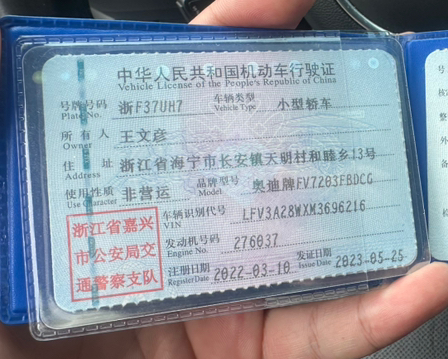 中华人民共和国机动车行驶证
Vehicle License of the People's Republic of China
号牌号码 浙F37UH7 车辆类型 小型轿车
Plate No. Vehicle Type
所有人 王文彦
Owner
住址 浙江省海宁市长安镇天明村和睦乡13号
Address
使用性质 非营运 品牌型号 奥迪牌FV7203FBDCG
Use Character Model
浙江省嘉兴
市公安局交
通警察支队
车辆识别代号 LFV3A28WXM3696216
VIN
发动机号码 276037
Engine No.
注册日期 2022-03-10 发证日期 2023-05-25
Register Date Issue Date